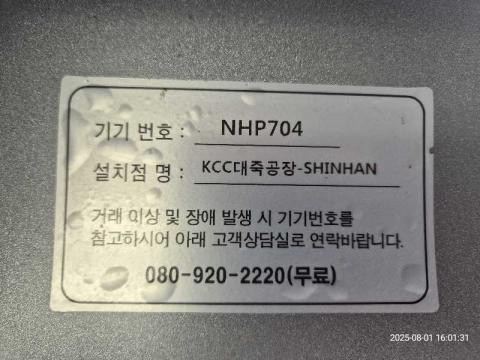 기기 번호 : NHP704
설치점 명 : KCC대죽공장-SHINHAN
거래 이상 및 장애 발생 시 기기번호를
참고하시어 아래 고객상담실로 연락바랍니다.
080-920-2220(무료)
2025-08-01 16:01:31